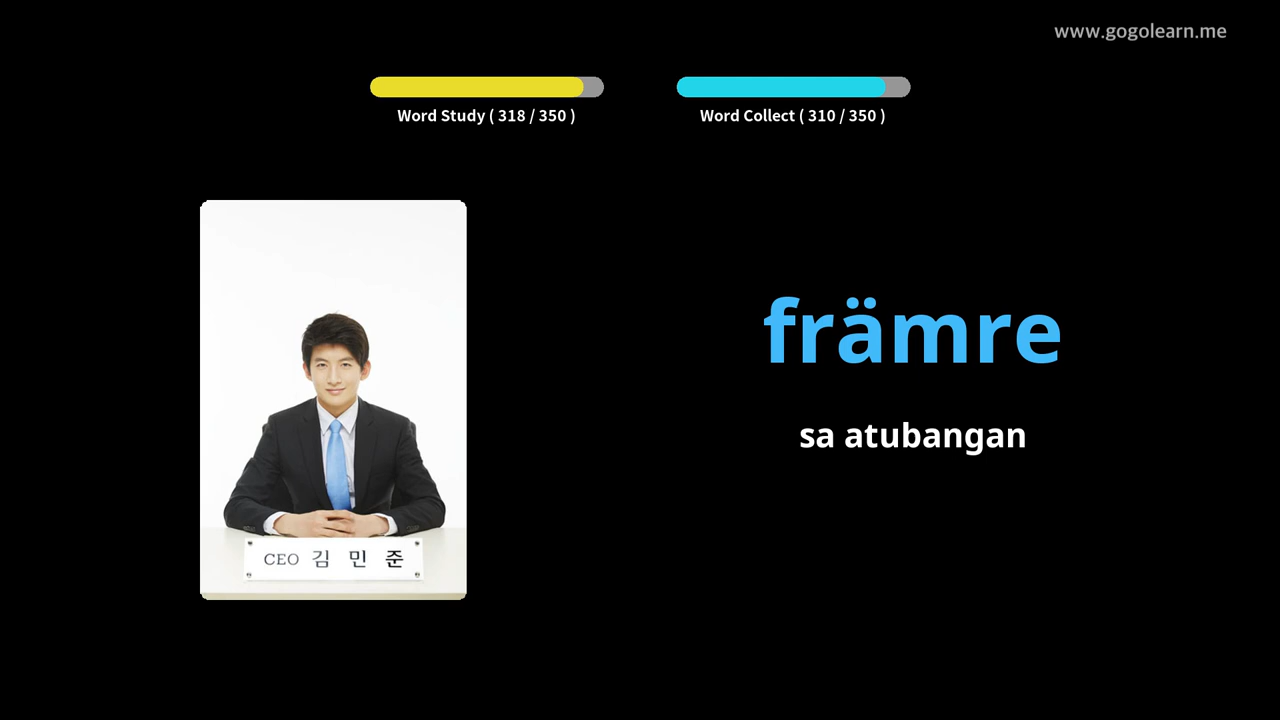 www.gogolearn.me
Word Study ( 318 / 350 )
Word Collect ( 310 / 350 )
främre
sa atubangan
CEO 김 민 준